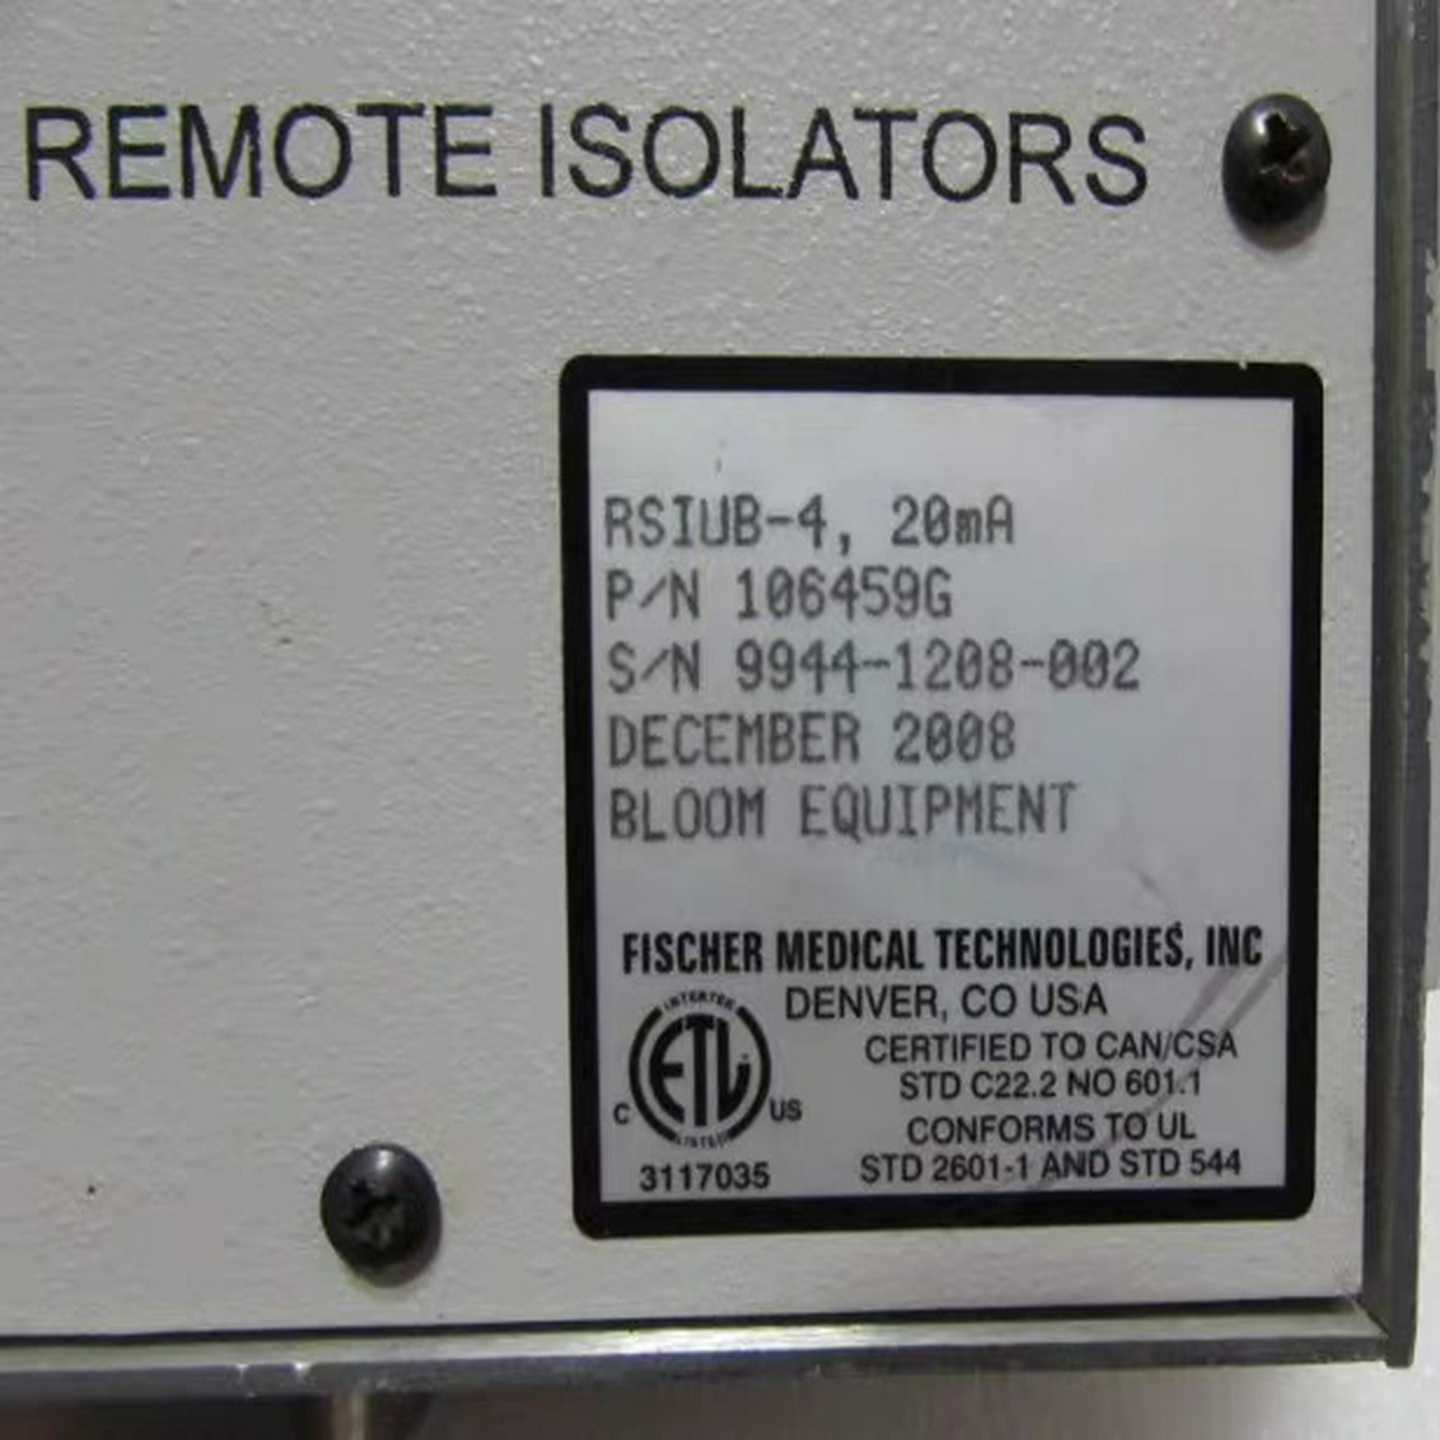 REMOTE ISOLATORS
RSIUB-4, 20mA
P/N 106459G
S/N 9944-1208-002
DECEMBER 2008
BLOOM EQUIPMENT
FISCHER MEDICAL TECHNOLOGIES, INC
DENVER, CO USA
INTERTEK
ETL
C
US
LISTED
3117035
CERTIFIED TO CAN/CSA
STD C22.2 NO 601.1
CONFORMS TO UL
STD 2601-1 AND STD 544